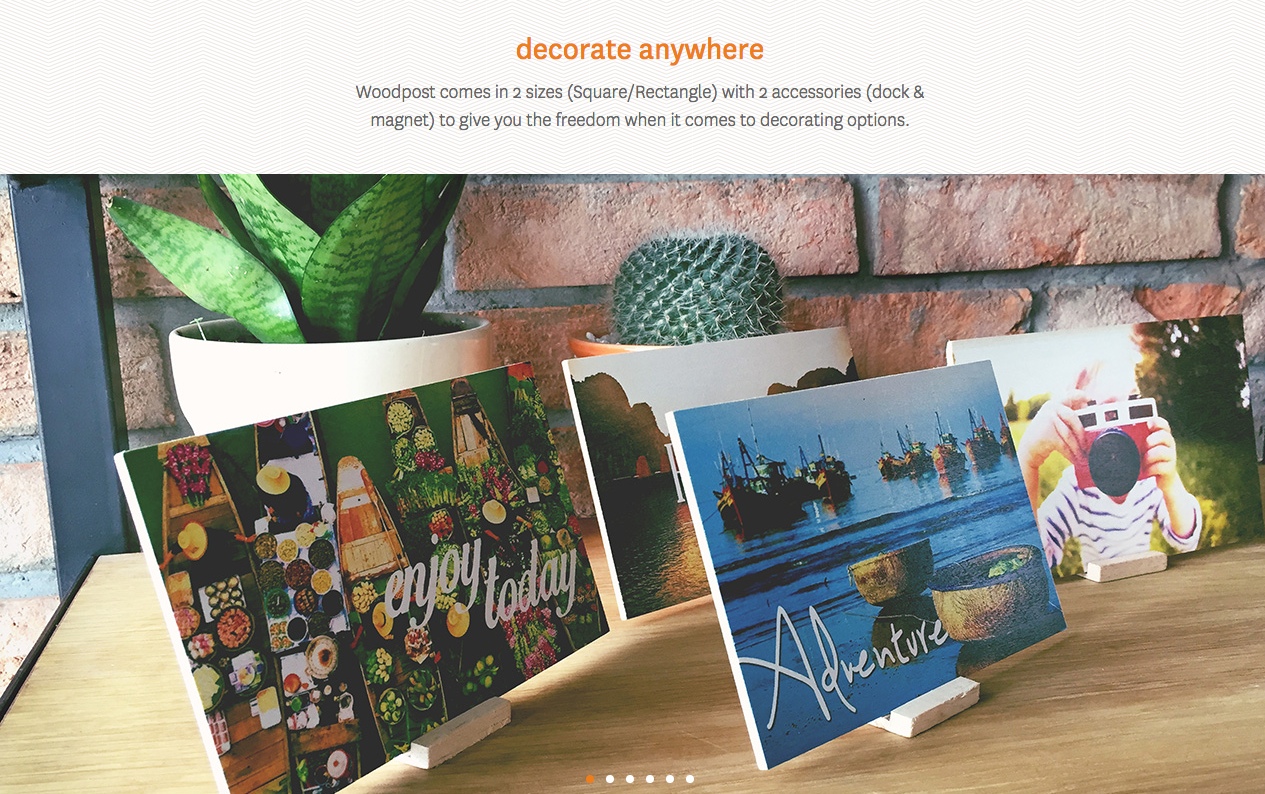 decorate anywhere
Woodpost comes in 2 sizes (Square/Rectangle) with 2 accessories (dock &
magnet) to give you the freedom when it comes to decorating options.
enjoy
today
Adventure